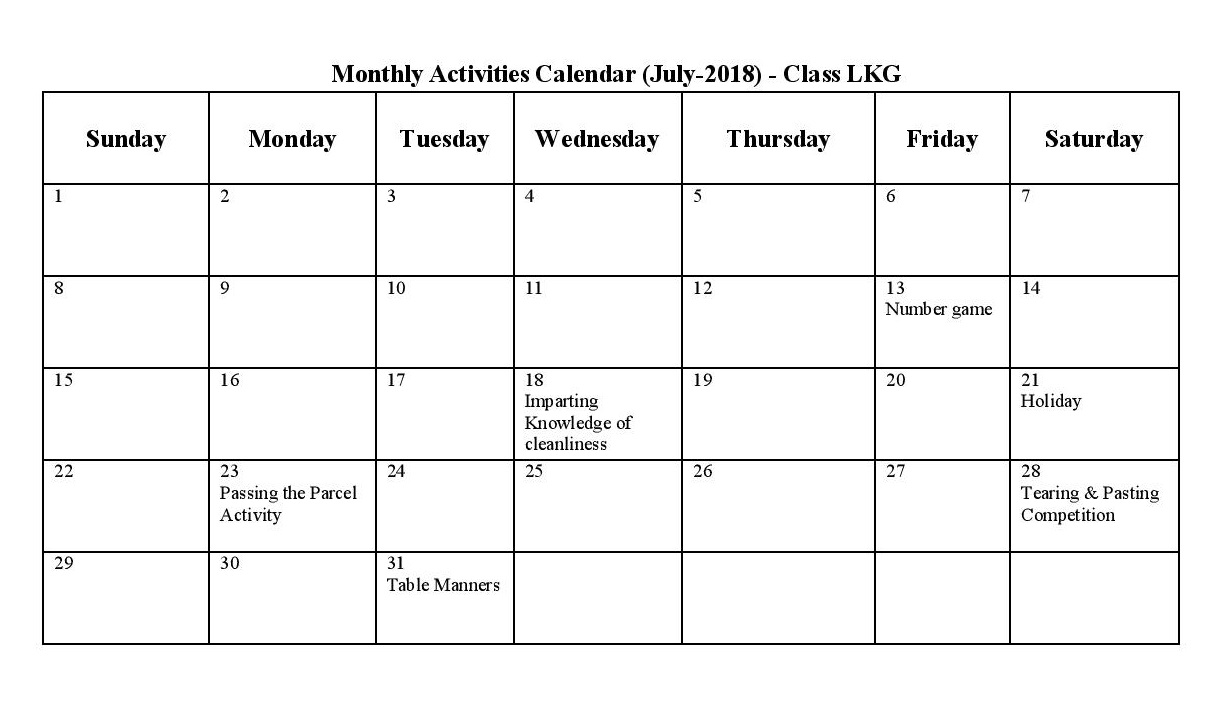 Monthly Activities Calendar (July-2018) - Class LKG
Sunday Monday Tuesday Wednesday Thursday Friday Saturday
1 2 3 4 5 6 7
8 9 10 11 12 13 14
Number game
15 16 17 18 19 20 21
Imparting Holiday
Knowledge of
cleanliness
22 23 24 25 26 27 28
Passing the Parcel Tearing & Pasting
Activity Competition
29 30 31
Table Manners